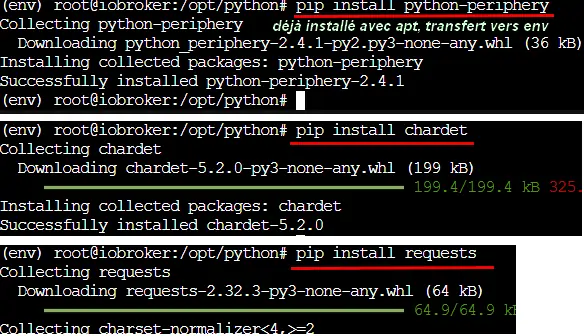 (env) root@iobroker:/opt/python# pip install python-periphery
Collecting python-periphery déjà installé avec apt, transfert vers env
Downloading python_periphery-2.4.1-py2.py3-none-any.whl (36 kB)
Installing collected packages: python-periphery
Successfully installed python-periphery-2.4.1
(env) root@iobroker:/opt/python#
(env) root@iobroker:/opt/python# pip install chardet
Collecting chardet
Downloading chardet-5.2.0-py3-none-any.whl (199 kB)
199.4/199.4 kB 325.
Installing collected packages: chardet
Successfully installed chardet-5.2.0
(env) root@iobroker:/opt/python# pip install requests
Collecting requests
Downloading requests-2.32.3-py3-none-any.whl (64 kB)
64.9/64.9 k
Collecting charset-normalizer<4,>=2